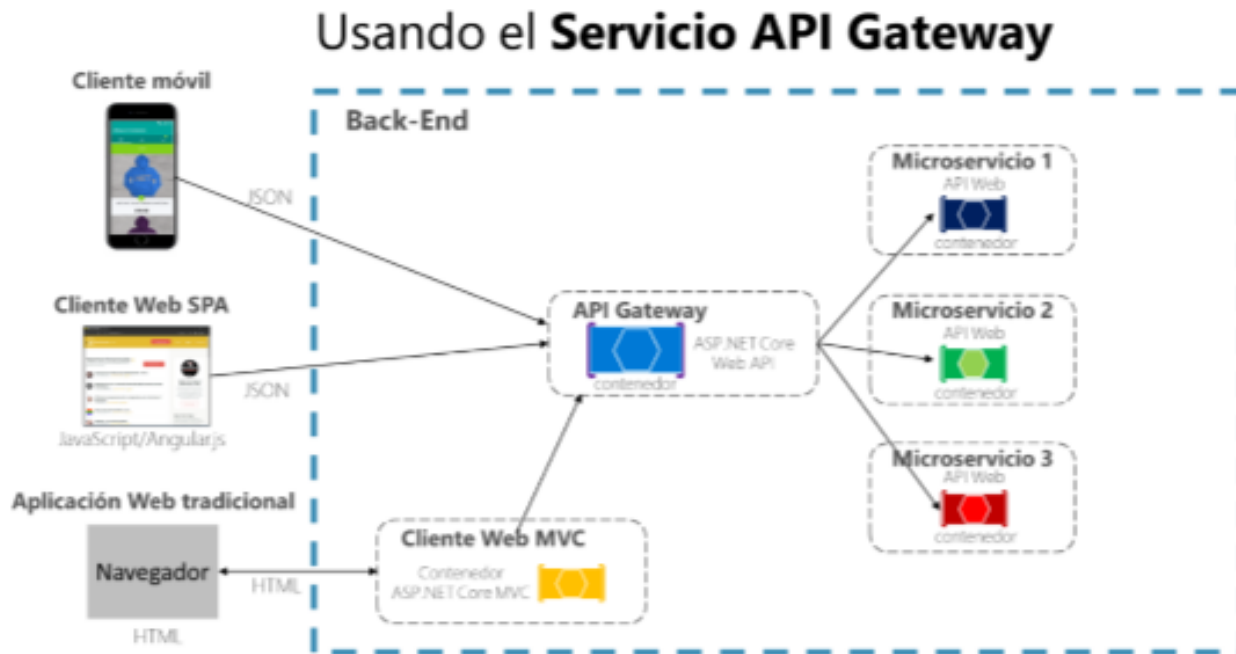 Usando el Servicio API Gateway
Cliente móvil
JSON
Cliente Web SPA
JSON
JavaScript/Angular.js
Aplicación Web tradicional
Navegador
HTML
HTML
Back-End
API Gateway
ASP.NET Core
Web API
contenedor
Cliente Web MVC
Contenedor
ASP.NET Core MVC
Microservicio 1
API Web
contenedor
Microservicio 2
API Web
contenedor
Microservicio 3
API Web
contenedor